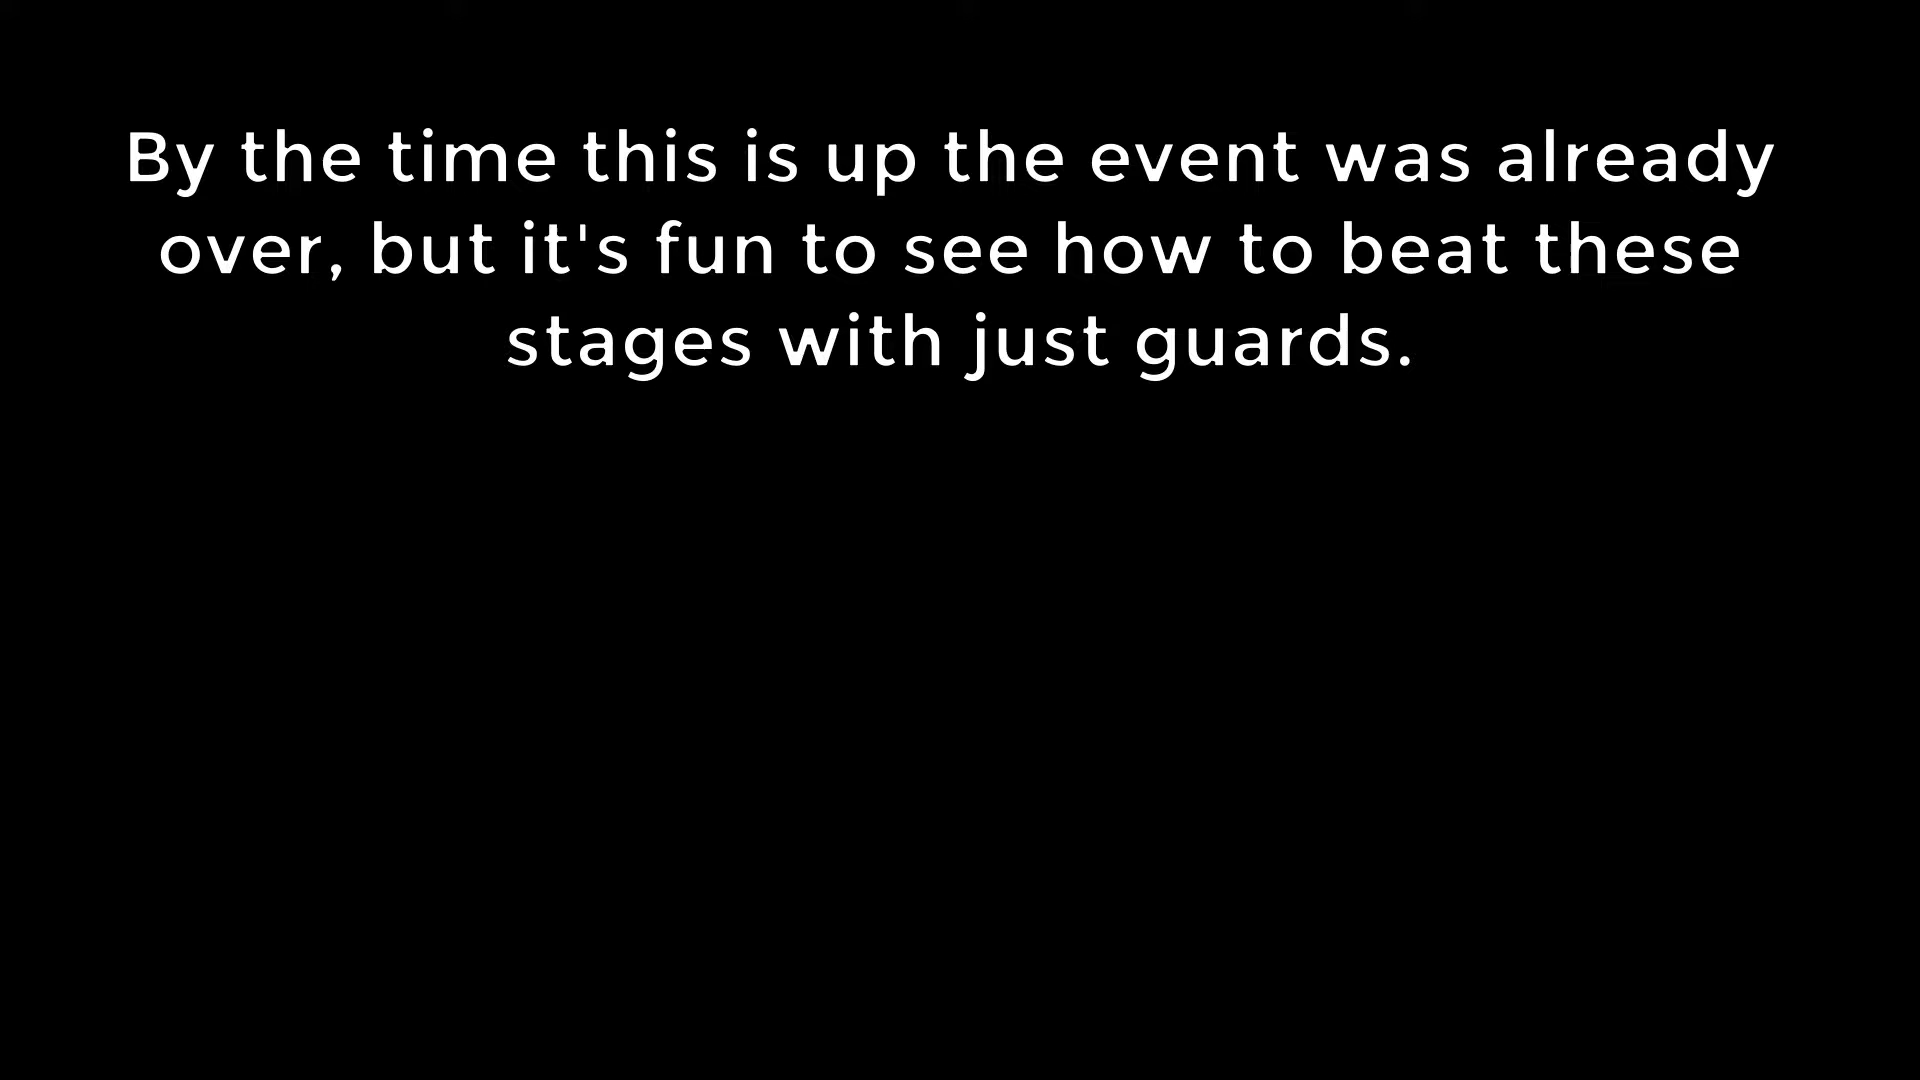 By the time this is up the event was already
over, but it's fun to see how to beat these
stages with just guards.